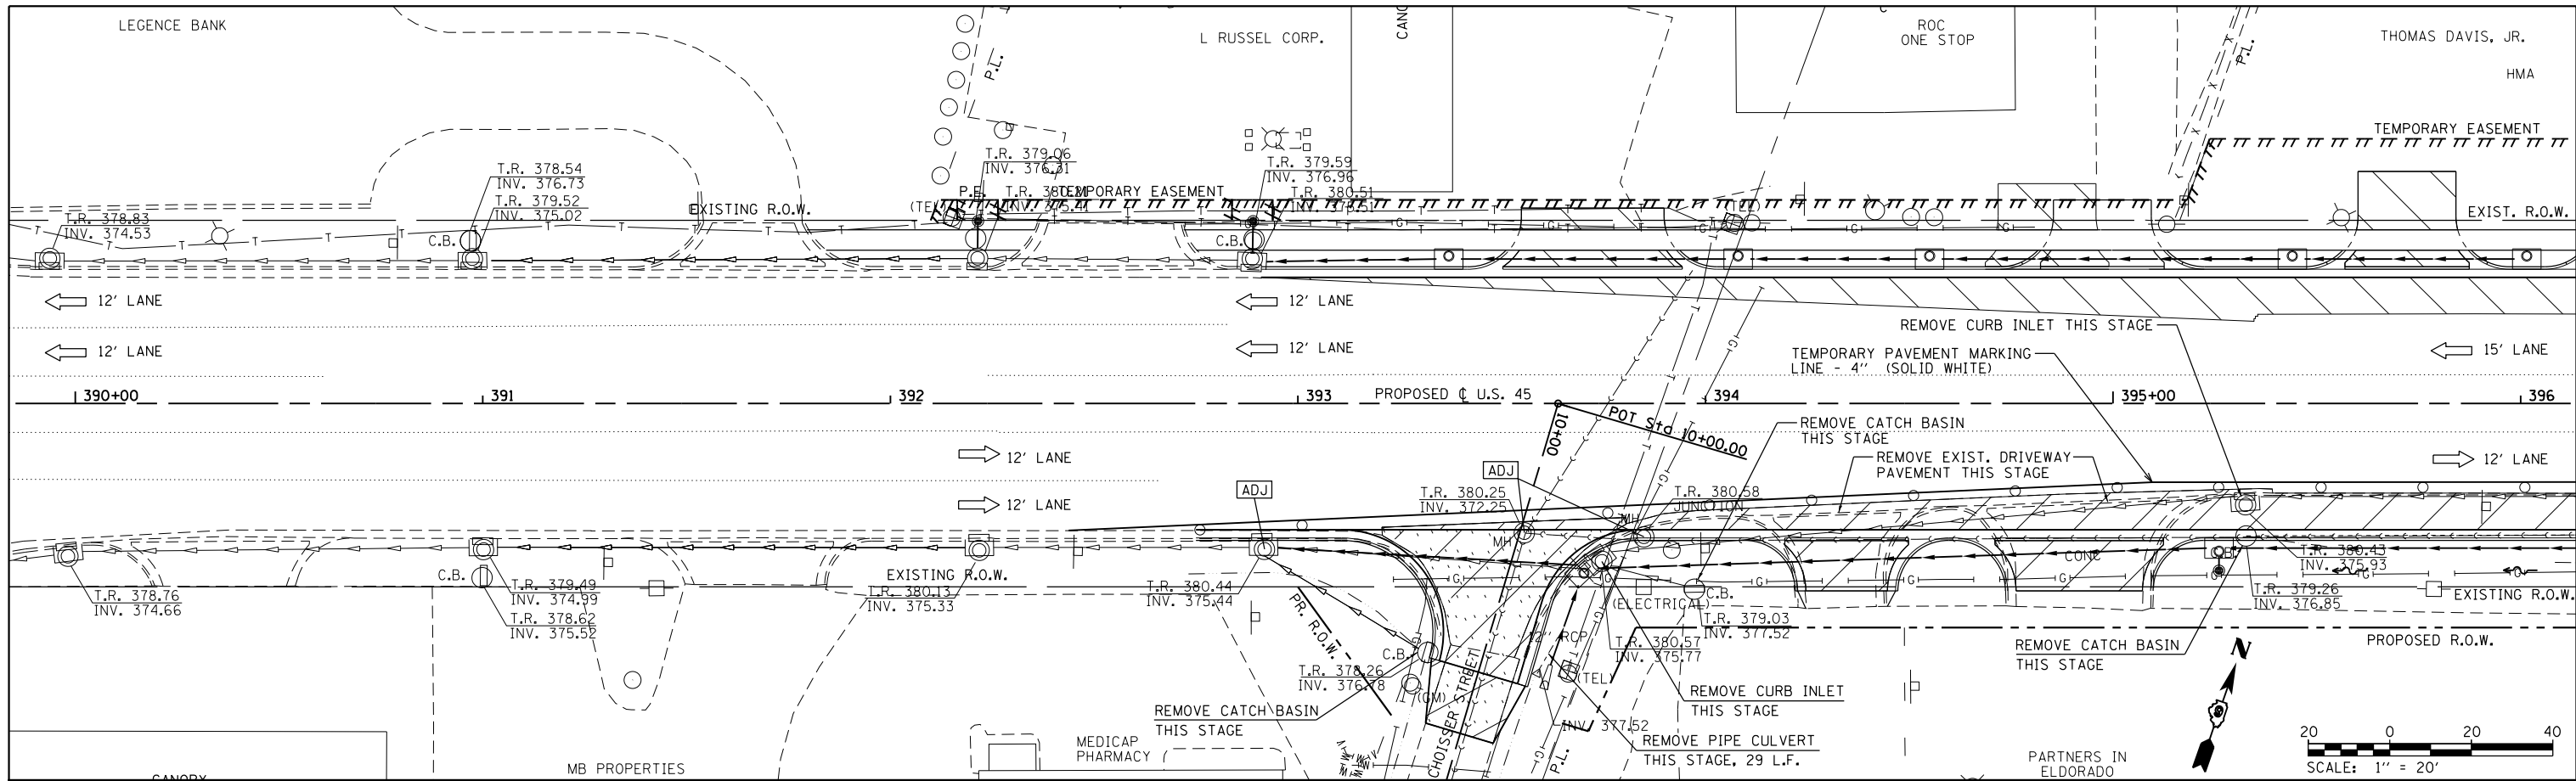 LEGENCE BANK
L RUSSEL CORP.
ROC
ONE STOP
THOMAS DAVIS, JR.
HMA
P.L.
P.L.
TEMPORARY EASEMENT
T.R. 378.54
INV. 376.73
T.R. 379.52
INV. 375.02
T.R. 379.06
T.R. 379.59
INV. 376.96
T.R. 380.51
P.E.
TEMPORARY EASEMENT
(TEL)
(TEL)
EXISTING R.O.W.
EXIST. R.O.W.
T.R. 378.83
INV. 374.53
C.B.
C.B.
12' LANE
12' LANE
12' LANE
12' LANE
15' LANE
REMOVE CURB INLET THIS STAGE
TEMPORARY PAVEMENT MARKING
LINE - 4" (SOLID WHITE)
390+00
391
392
393
PROPOSED ℄ U.S. 45
394
395+00
396
10+00
POT Sta 10+00.00
REMOVE CATCH BASIN
THIS STAGE
REMOVE EXIST. DRIVEWAY
PAVEMENT THIS STAGE
12' LANE
12' LANE
12' LANE
ADJ
ADJ
T.R. 380.25
INV. 372.25
T.R. 380.58
JUNCTION
MH
MH
CONC
T.R. 380.43
INV. 375.93
T.R. 379.26
INV. 376.85
EXISTING R.O.W.
EXISTING R.O.W.
C.B.
T.R. 378.76
INV. 374.66
T.R. 379.49
INV. 374.99
T.R. 378.62
INV. 375.52
T.R. 380.13
INV. 375.33
T.R. 380.44
INV. 375.44
PR. R.O.W.
C.B.
T.R. 378.26
INV. 376.78
(GM)
(ELECTRICAL)
C.B.
T.R. 379.03
INV. 377.52
12" RCP
T.R. 380.57
INV. 375.77
(TEL)
INV. 377.52
PROPOSED R.O.W.
REMOVE CATCH BASIN
THIS STAGE
REMOVE CATCH BASIN
THIS STAGE
REMOVE CURB INLET
THIS STAGE
REMOVE PIPE CULVERT
THIS STAGE, 29 L.F.
CHOISSER STREET
P.L.
MEDICAP
PHARMACY
MB PROPERTIES
PARTNERS IN
ELDORADO
N
20 0 20 40
SCALE: 1" = 20'